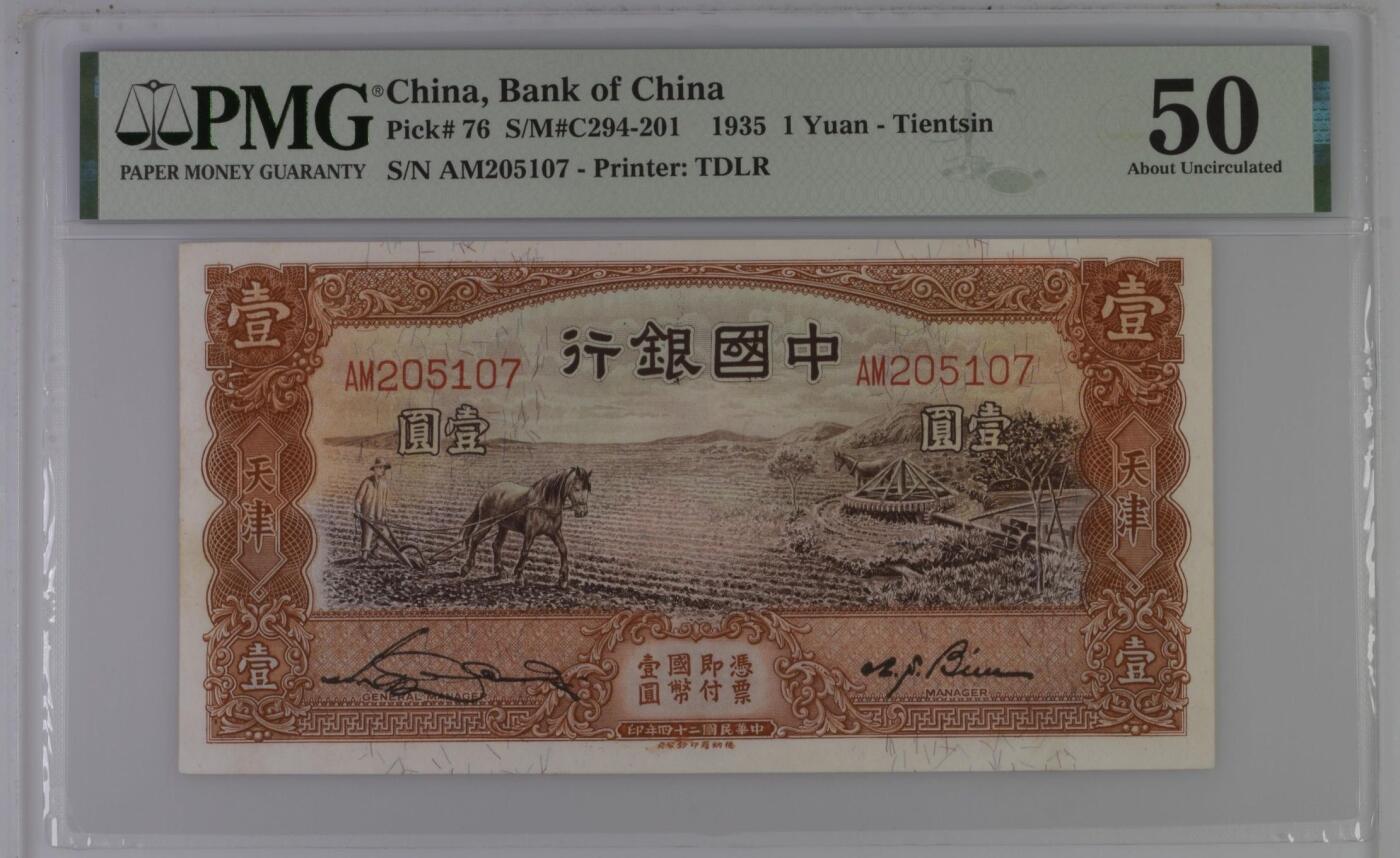 PMG®
PAPER MONEY GUARANTY
China, Bank of China
Pick# 76 S/M#C294-201 1935 1 Yuan - Tientsin
S/N AM205107 - Printer: TDLR
50
About Uncirculated
壹
壹
行銀國中
AM205107
AM205107
圓壹
圓壹
天津
天津
憑票
即付
國幣
壹圓
壹
壹
GENERAL MANAGER
MANAGER
印年四十二國民華中